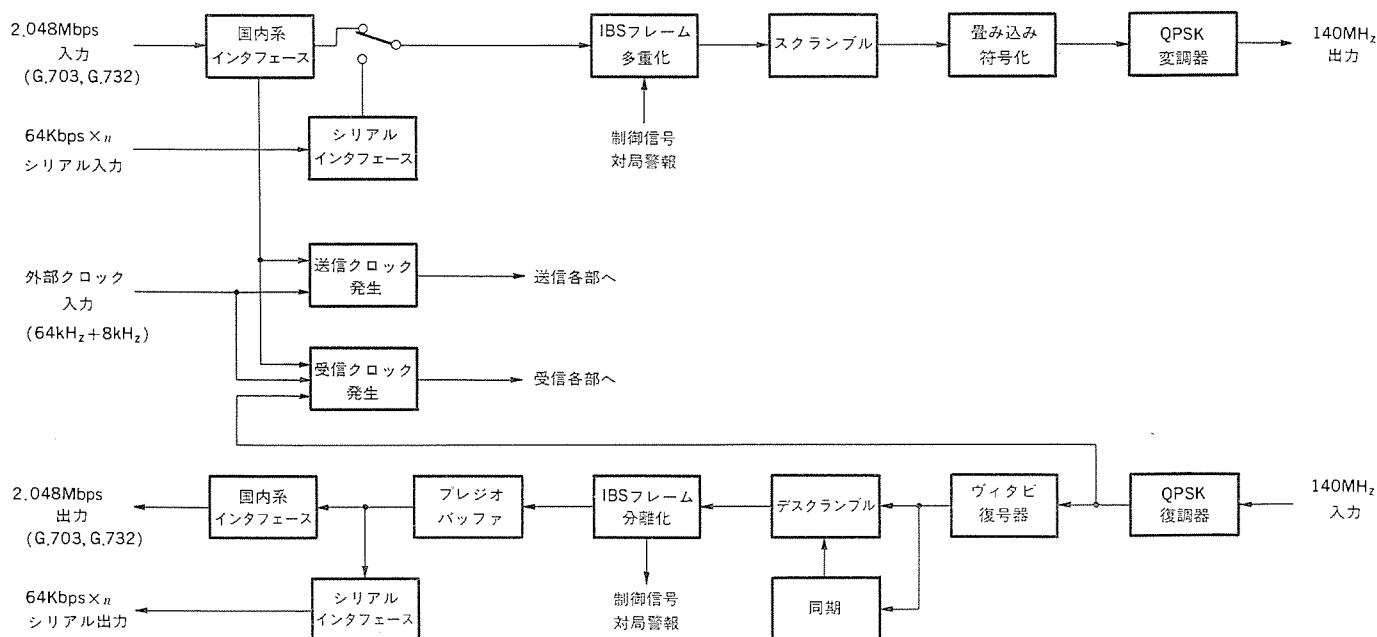 2.048Mbps
入力
(G.703, G.732)
国内系
インタフェース
IBSフレーム
多重化
スクランブル
畳み込み
符号化
QPSK
変調器
140MHz
出力
64Kbps×n
シリアル入力
シリアル
インタフェース
制御信号
対局警報
外部クロック
入力
(64kHz+8kHz)
送信クロック
発生
送信各部へ
受信クロック
発生
受信各部へ
2.048Mbps
出力
(G.703, G.732)
国内系
インタフェース
プレジオ
バッファ
IBSフレーム
分離化
デスクランブル
ヴィタビ
復号器
QPSK
復調器
140MHz
入力
64Kbps×n
シリアル出力
シリアル
インタフェース
制御信号
対局警報
同期